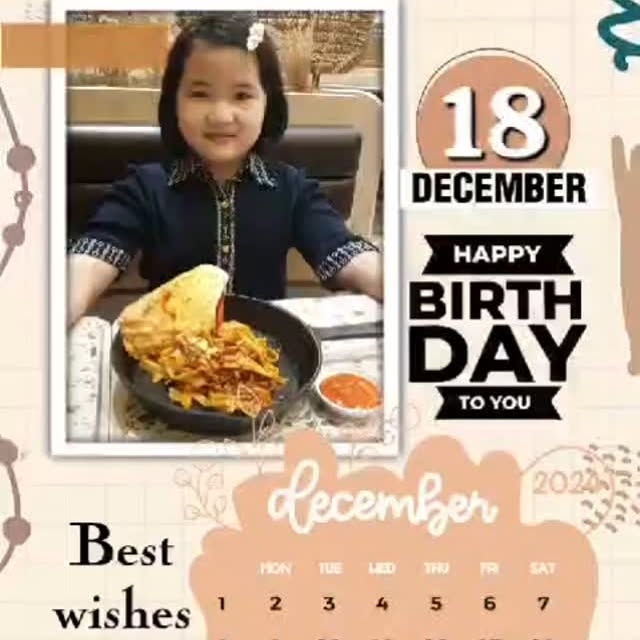 18
DECEMBER
HAPPY
BIRTH
DAY
TO YOU
december
2024
Best
wishes
MON TUE WED THU FRI SAT
1 2 3 4 5 6 7